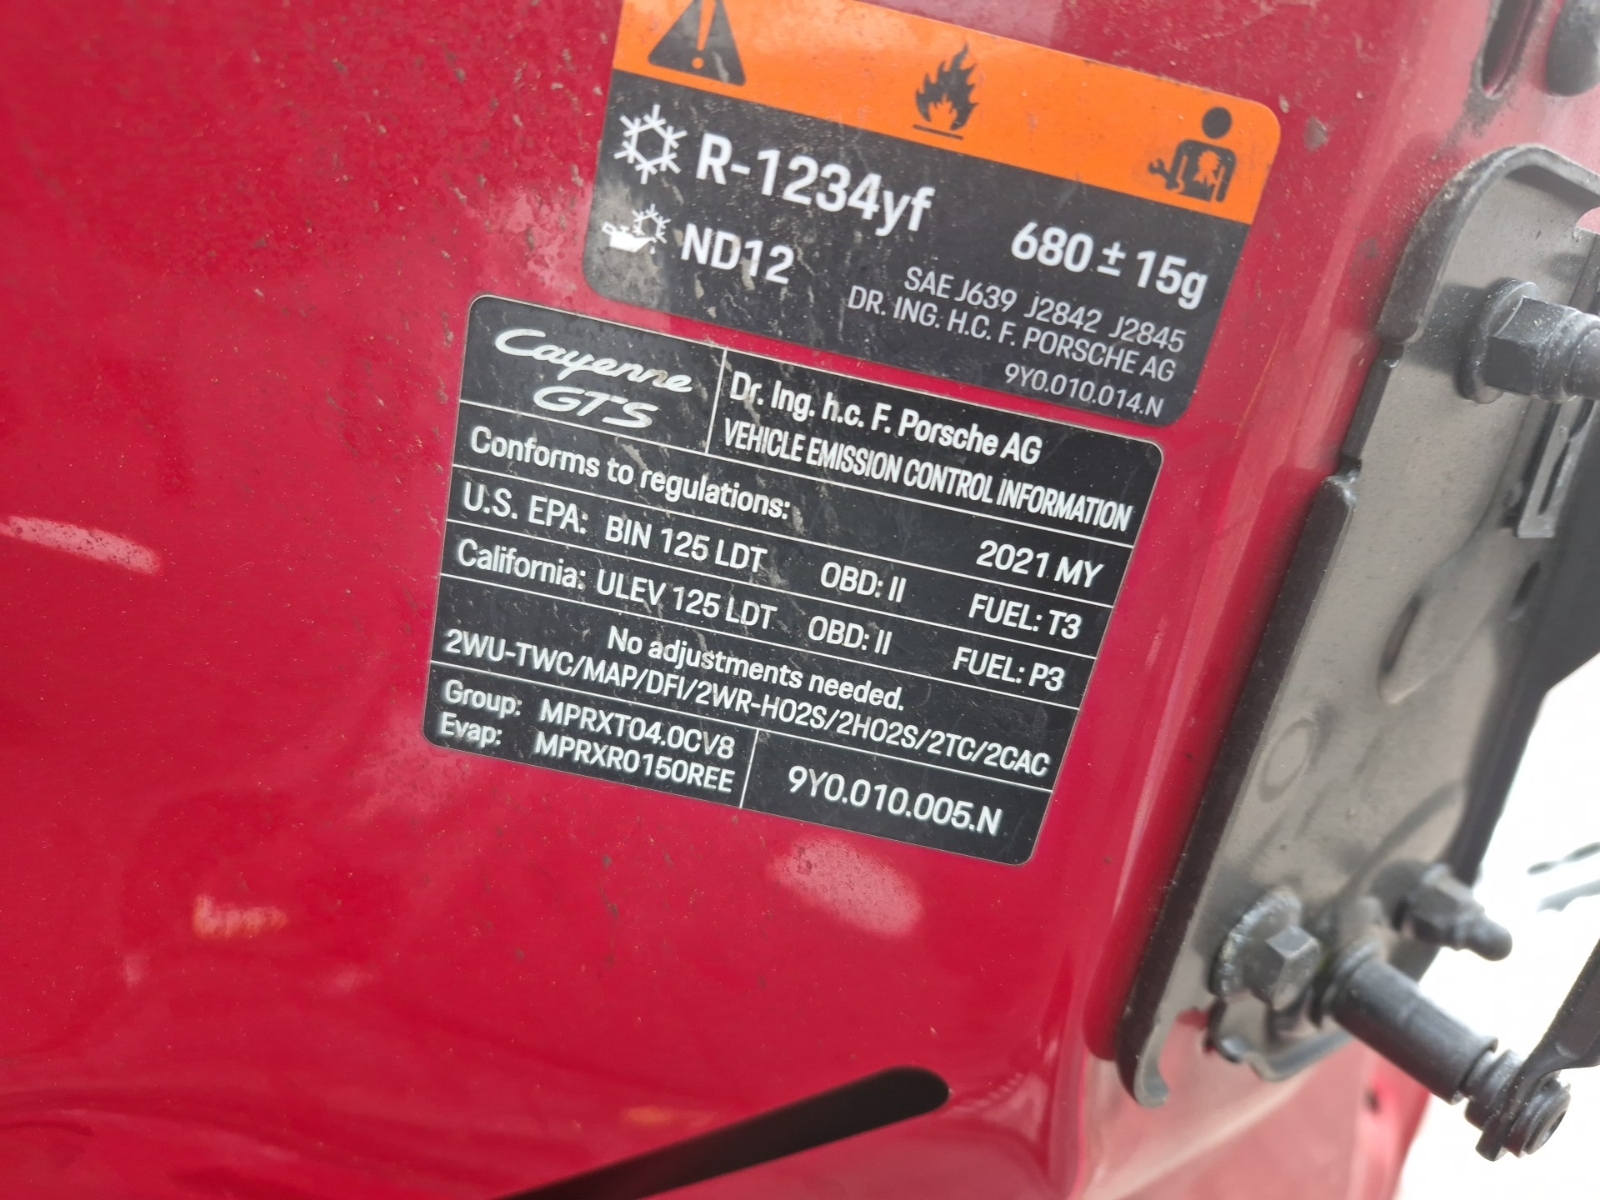 R-1234yf
680 ± 15g
ND12
SAE J639 J2842 J2845
DR. ING. H.C. F. PORSCHE AG
9Y0.010.014.N
Cayenne
GTS
Dr. Ing. h.c. F. Porsche AG
VEHICLE EMISSION CONTROL INFORMATION
Conforms to regulations: 2021 MY
U.S. EPA: BIN 125 LDT OBD: II FUEL: T3
California: ULEV 125 LDT OBD: II FUEL: P3
No adjustments needed.
2WU-TWC/MAP/DFI/2WR-HO2S/2HO2S/2TC/2CAC
Group: MPRXT04.0CV8
Evap: MPRXR0150REE
9Y0.010.005.N